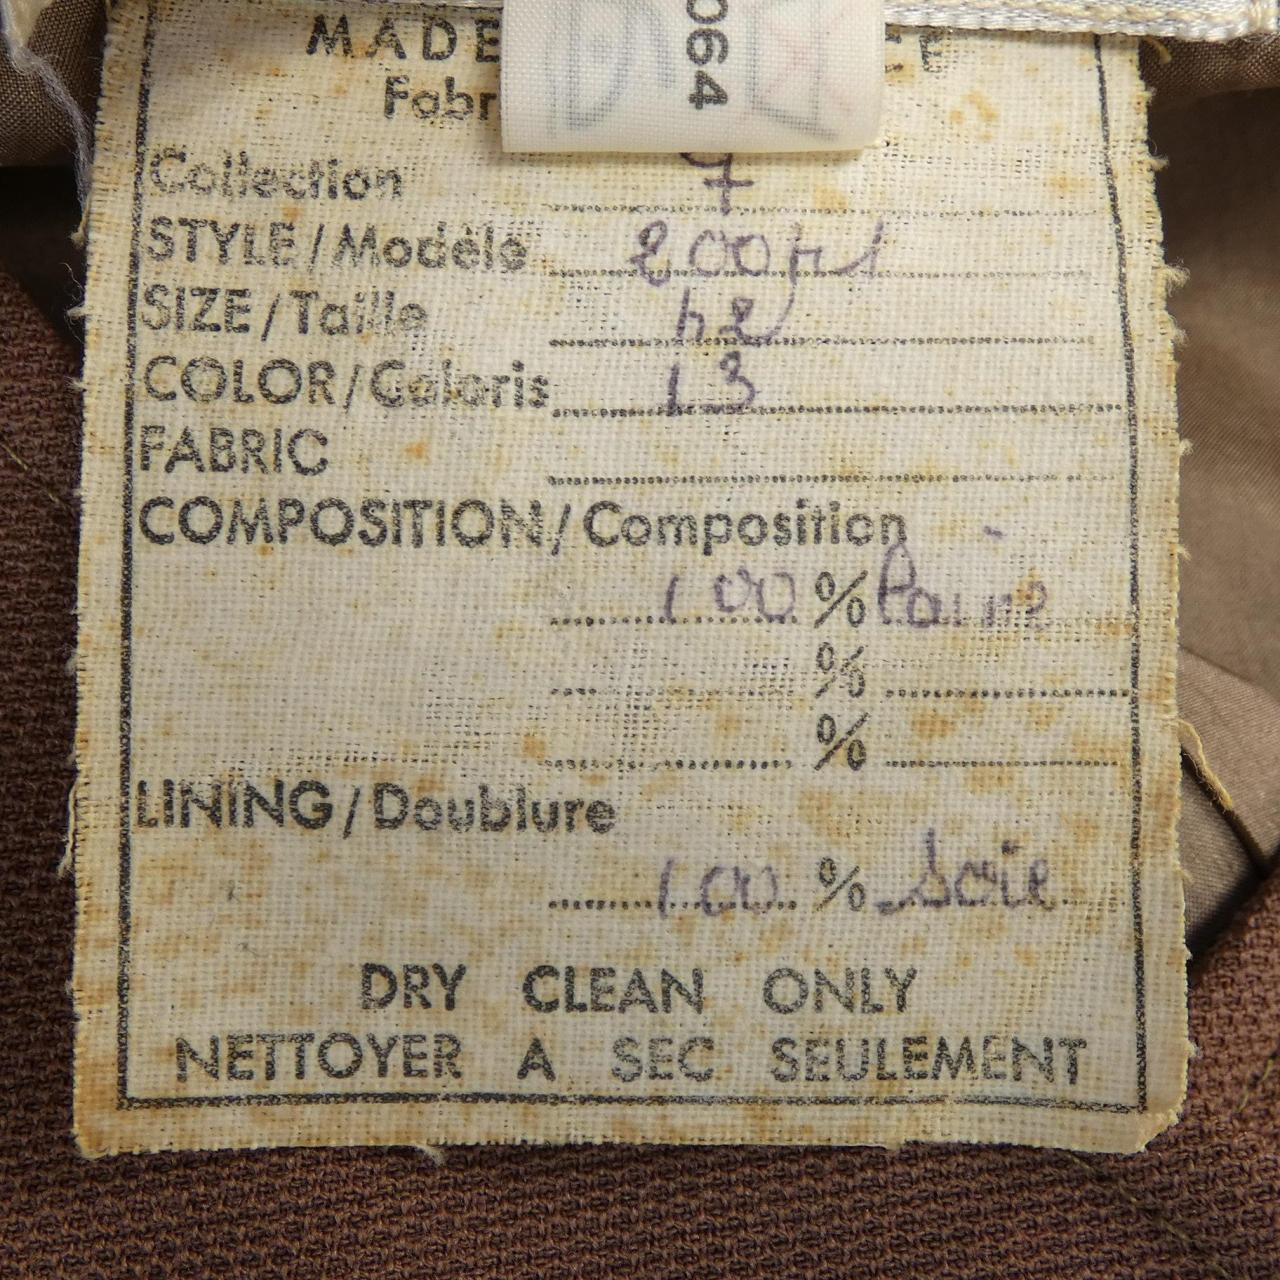 064
MADE
Fabr
Collection 7
STYLE/Modèle
SIZE/Taille 42
COLOR/Coloris 13
FABRIC
COMPOSITION/Composition
100 % Laine
%
%
LINING/Doublure
100 % Soie
DRY CLEAN ONLY
NETTOYER A SEC SEULEMENT